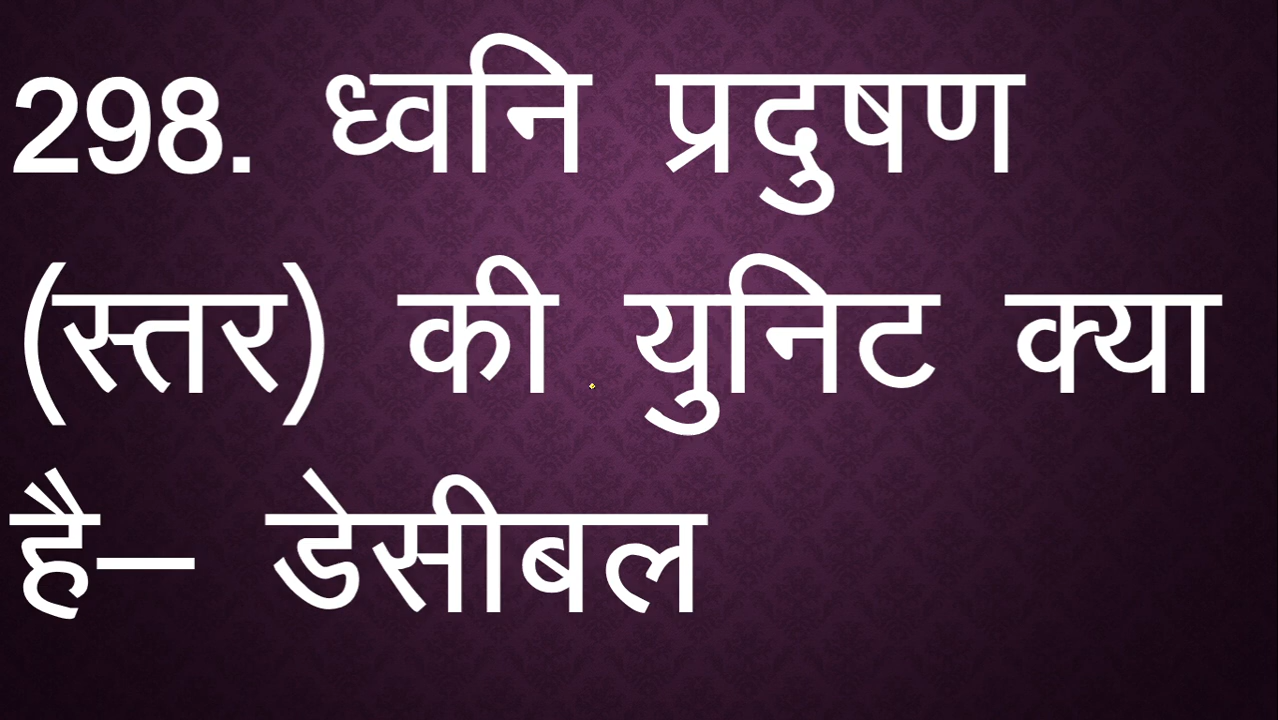 298. ध्वनि प्रदुषण
(स्तर) की युनिट क्या
है– डेसीबल